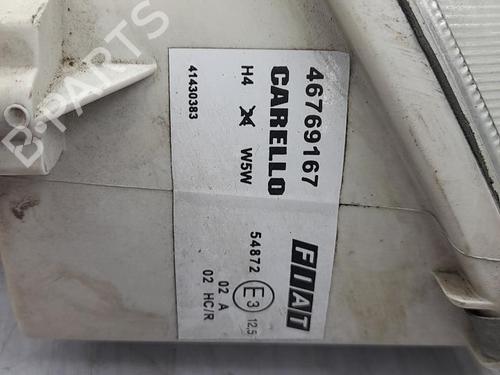 46769167
CARELLO
H4 W5W
41430383
FIAT
54872
E3 12,5
02 A
02 HC/R
B-PARTS